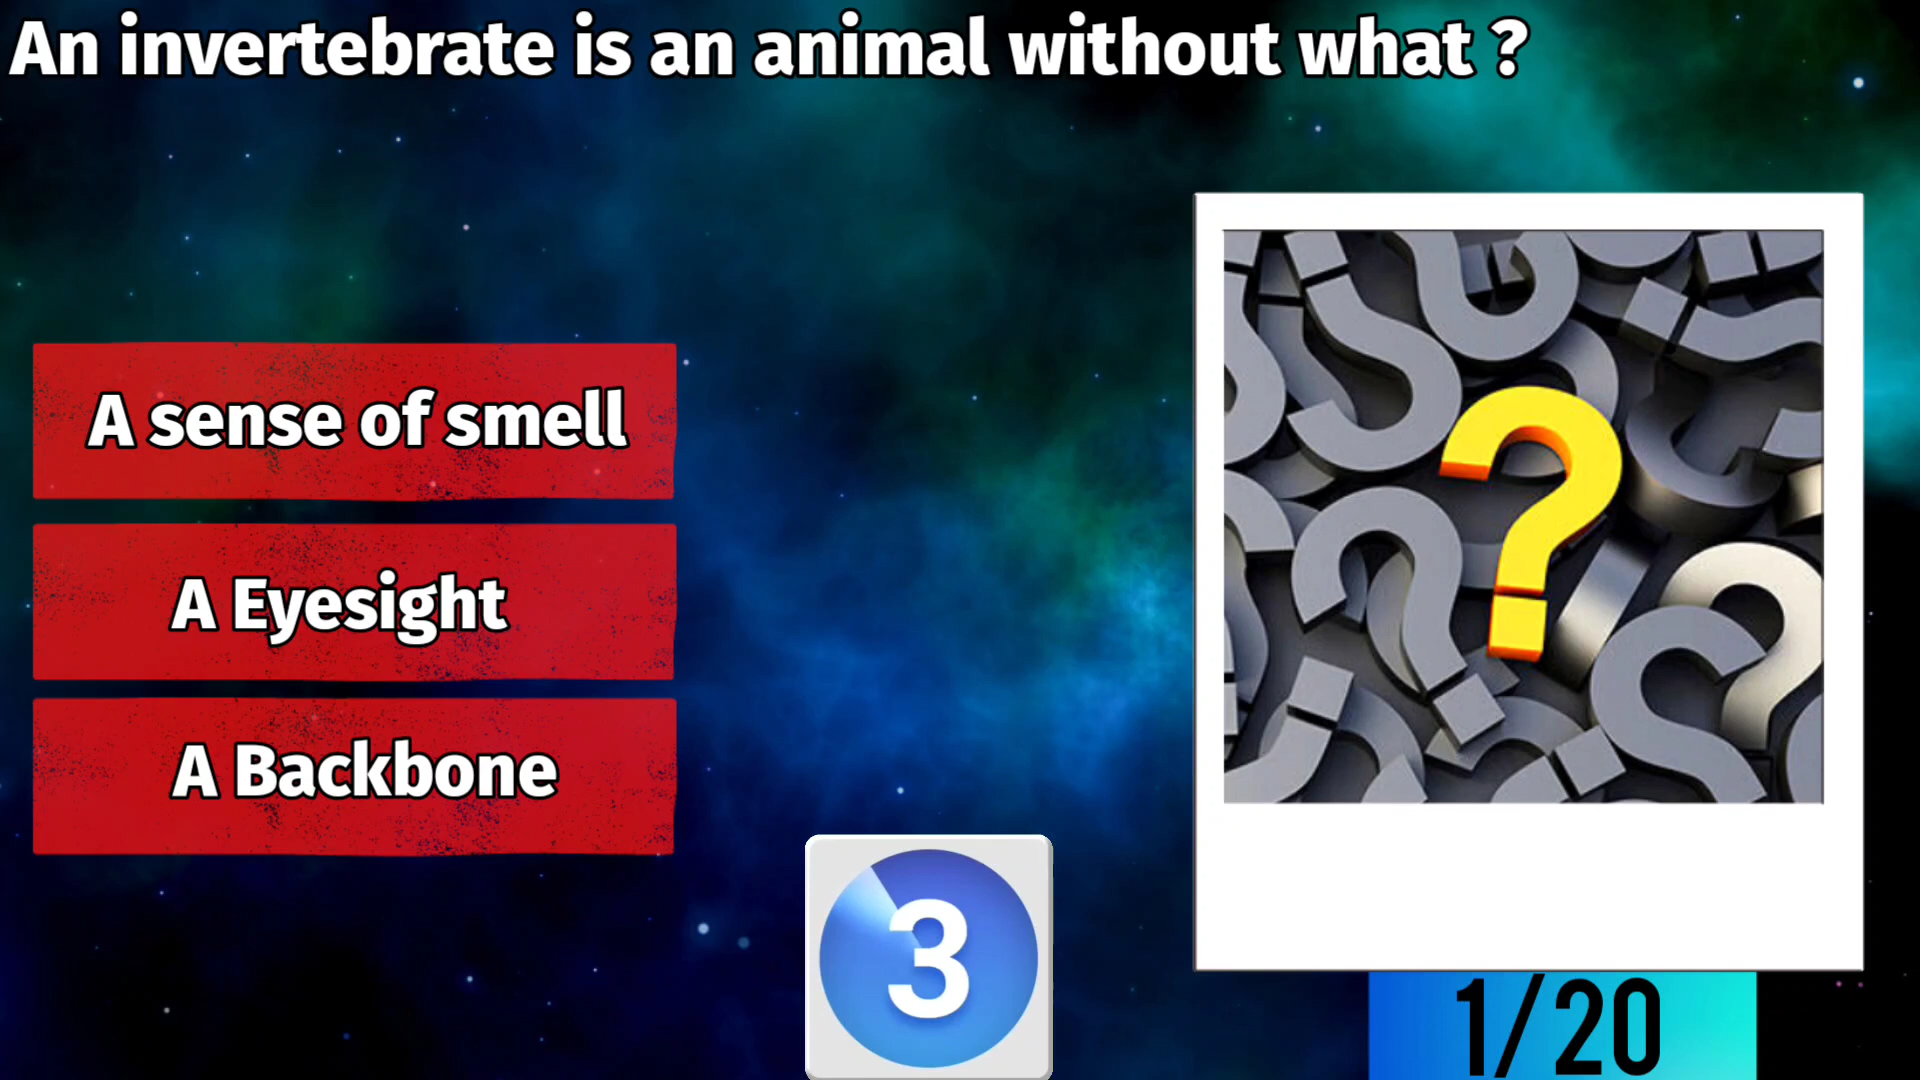 An invertebrate is an animal without what ?
A sense of smell
A Eyesight
A Backbone
3
1/20